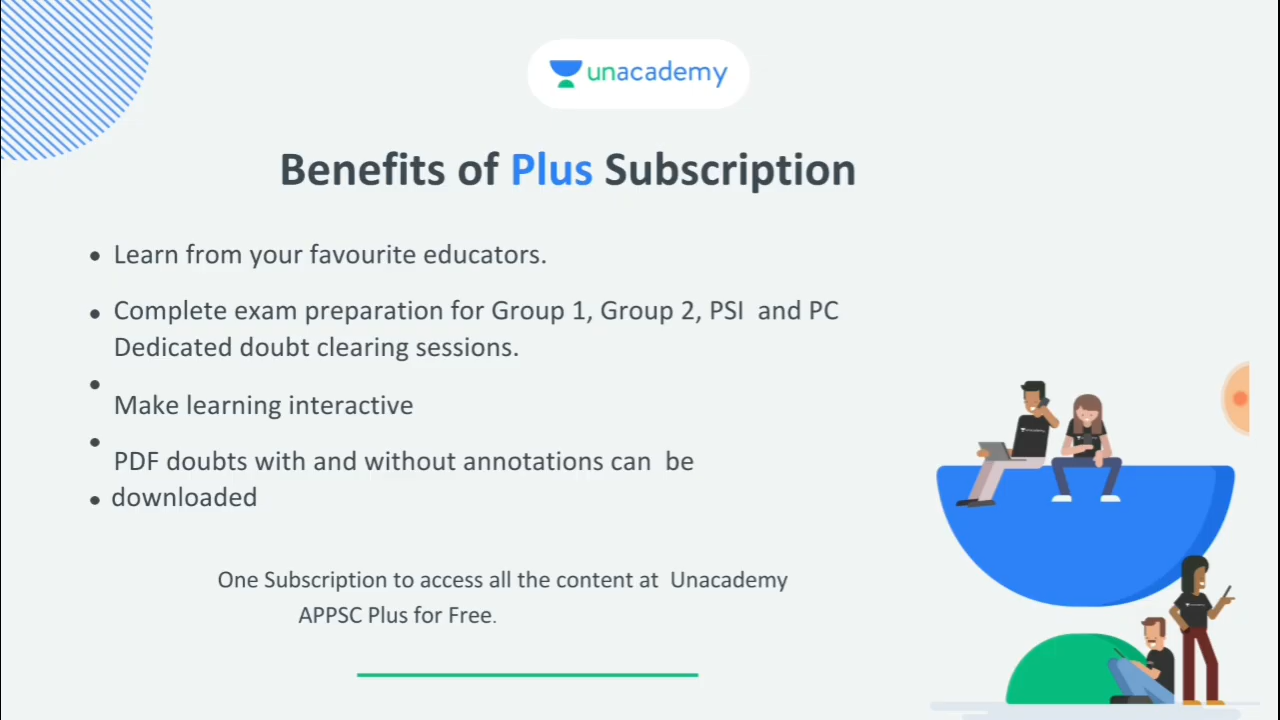 unacademy
Benefits of Plus Subscription
• Learn from your favourite educators.
• Complete exam preparation for Group 1, Group 2, PSI and PC
Dedicated doubt clearing sessions.
•
Make learning interactive
•
PDF doubts with and without annotations can be
• downloaded
One Subscription to access all the content at Unacademy
APPSC Plus for Free.